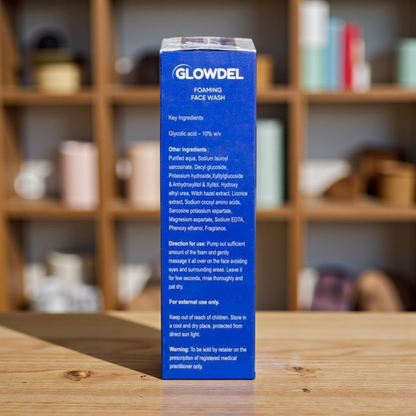 GLOWDEL
FOAMING
FACE WASH
Key Ingredients
Glycolic acid – 10% w/v
Other Ingredients :
Purified aqua, Sodium lauroyl
sarcosinate, Decyl glucoside,
Potassium hydroxide, Xylitylglucoside
& Anhydroxylitol & Xylitol, Hydroxy
ethyl urea, Witch hazel extract, Licorice
extract, Sodium cocoyl amino acids,
Sarcosine potassium aspartate,
Magnesium aspartate, Sodium EDTA,
Phenoxy ethanol, Fragrance.
Direction for use: Pump out sufficient
amount of the foam and gently
massage it all over on the face avoiding
eyes and surrounding areas. Leave it
for few seconds, rinse thoroughly and
pat dry.
For external use only.
Keep out of reach of children. Store in
a cool and dry place, protected from
direct sun light.
Warning: To be sold by retailer on the
prescription of registered medical
practitioner only.